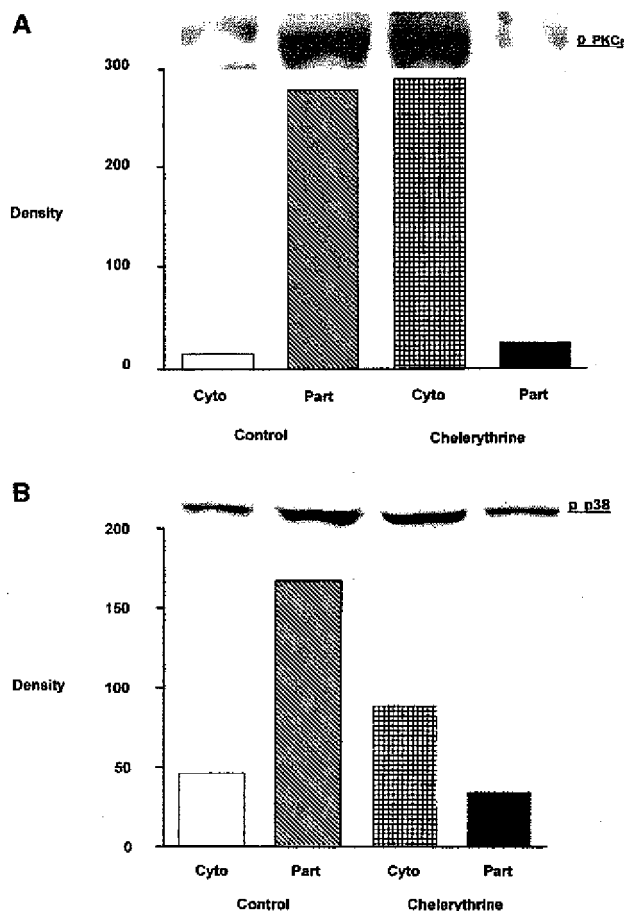 A
300
200
Density
100
0
Cyto Part Cyto Part
Control Chelerythrine
B
p p38
200
150
Density
100
50
0
Cyto Part Cyto Part
Control Chelerythrine